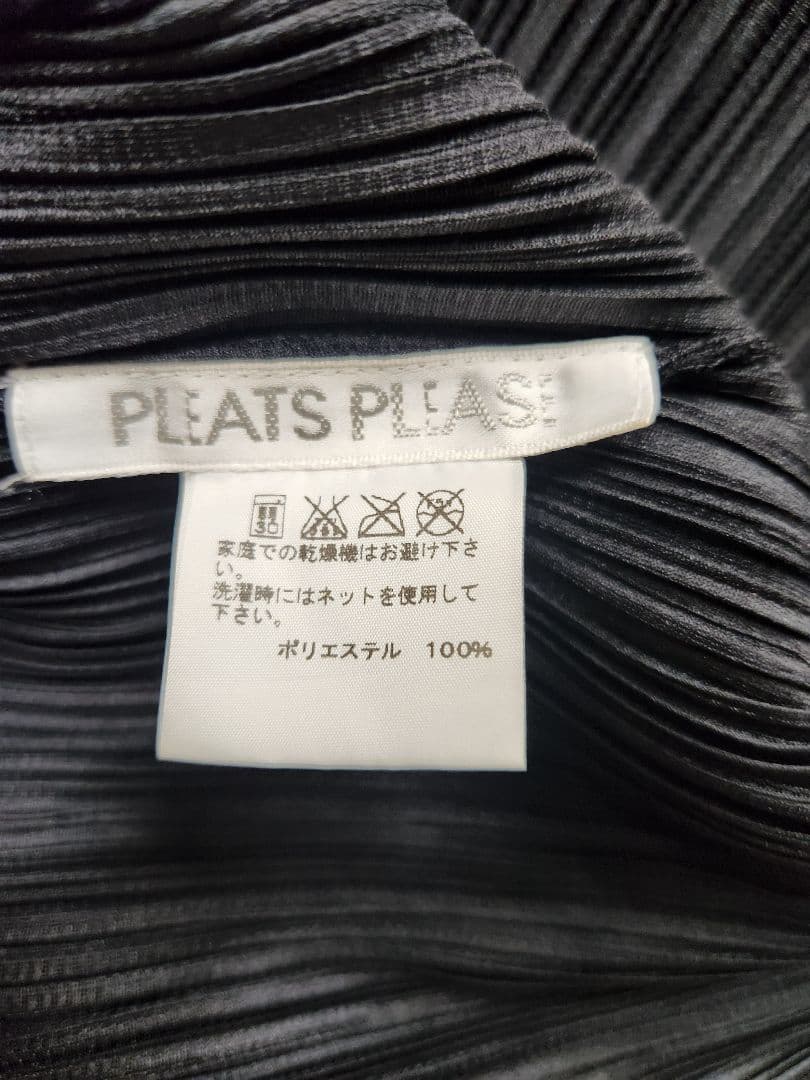 PLEATS PLEASE
30
家庭での乾燥機はお避け下さ
い。
洗濯時にはネットを使用して
下さい。
ポリエステル 100%